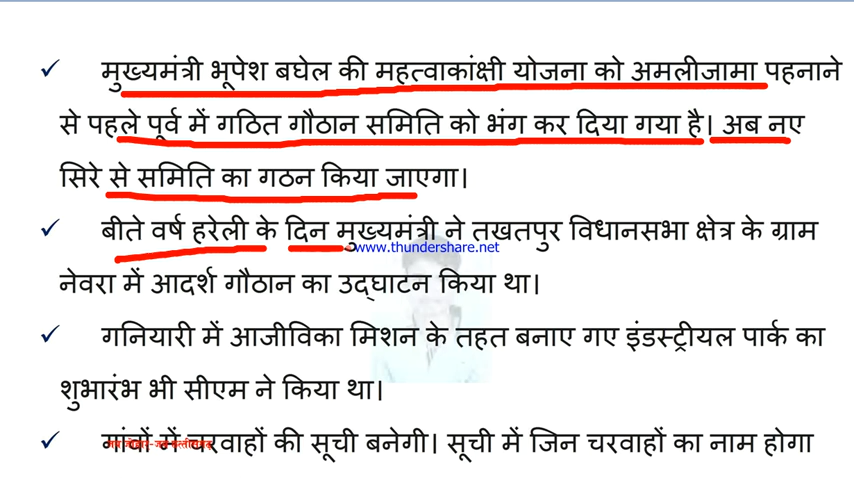 ✓ मुख्यमंत्री भूपेश बघेल की महत्वाकांक्षी योजना को अमलीजामा पहनाने
से पहले पूर्व में गठित गौठान समिति को भंग कर दिया गया है। अब नए
सिरे से समिति का गठन किया जाएगा।
✓ बीते वर्ष हरेली के दिन मुख्यमंत्री ने तखतपुर विधानसभा क्षेत्र के ग्राम
www.thundershare.net
नेवरा में आदर्श गौठान का उद्घाटन किया था।
✓ गनियारी में आजीविका मिशन के तहत बनाए गए इंडस्ट्रीयल पार्क का
शुभारंभ भी सीएम ने किया था।
✓ गांवों में चरवाहों की सूची बनेगी। सूची में जिन चरवाहों का नाम होगा